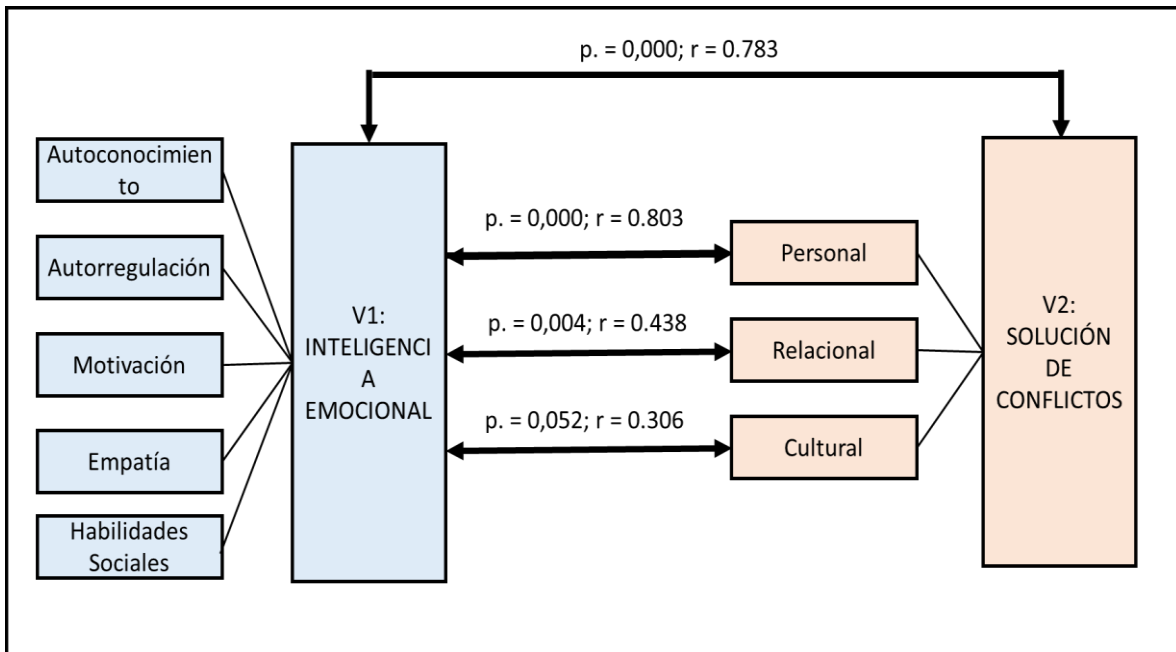 p. = 0,000; r = 0.783
Autoconocimien
to
Autorregulación
Motivación
Empatía
Habilidades
Sociales
V1:
INTELIGENCI
A
EMOCIONAL
p. = 0,000; r = 0.803
p. = 0,004; r = 0.438
p. = 0,052; r = 0.306
Personal
Relacional
Cultural
V2:
SOLUCIÓN
DE
CONFLICTOS